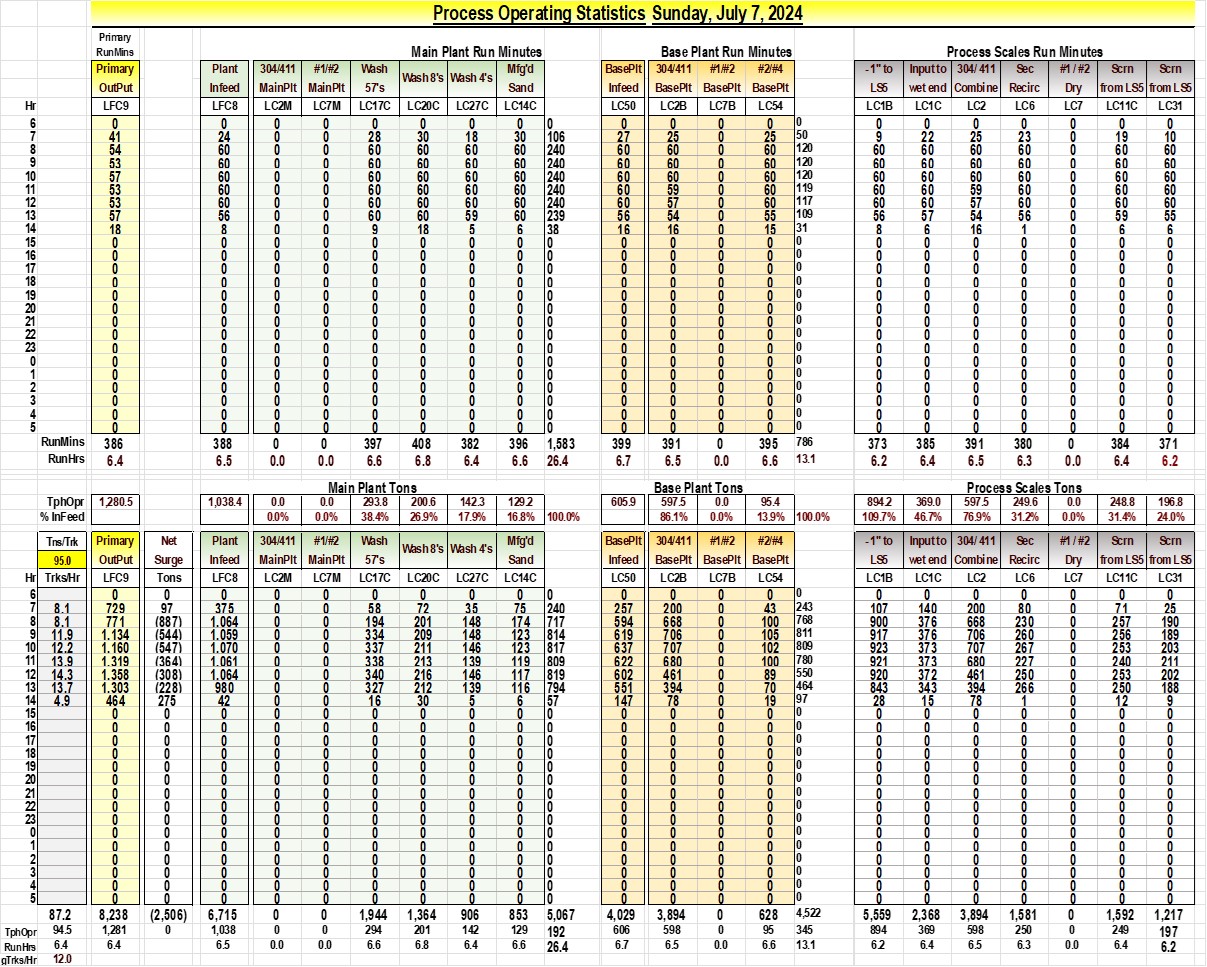 Process Operating Statistics Sunday, July 7, 2024
Primary
RunMins Main Plant Run Minutes Base Plant Run Minutes Process Scales Run Minutes
Primary Plant 304/411 #1/#2 Wash Wash 8's Wash 4's Mfg'd BasePlt 304/411 #1/#2 #2/#4 -1" to Input to 304/ 411 Sec #1 / #2 Scrn Scrn
OutPut Infeed MainPlt MainPlt 57's Sand Infeed BasePlt BasePlt BasePlt LS5 wet end Combine Recirc Dry from LS5 from LS5
Hr LFC9 LFC8 LC2M LC7M LC17C LC20C LC27C LC14C LC50 LC2B LC7B LC54 LC1B LC1C LC2 LC6 LC7 LC11C LC31
6 0 0 0 0 0 0 0 0 0 0 0 0 0 0 0 0 0 0 0 0 0 0
7 41 24 0 0 28 30 18 30 106 27 25 0 25 50 9 22 25 23 0 19 10
8 54 60 0 0 60 60 60 60 240 60 60 0 60 120 60 60 60 60 0 60 60
9 53 60 0 0 60 60 60 60 240 60 60 0 60 120 60 60 60 60 0 60 60
10 57 60 0 0 60 60 60 60 240 60 60 0 60 120 60 60 60 60 0 60 60
11 53 60 0 0 60 60 60 60 240 60 59 0 60 119 60 60 59 60 0 60 60
12 53 60 0 0 60 60 60 60 240 60 57 0 60 117 60 60 57 60 0 60 60
13 57 56 0 0 60 60 59 60 239 56 54 0 55 109 56 57 54 56 0 59 55
14 18 8 0 0 9 18 5 6 38 16 16 0 15 31 8 6 16 1 0 6 6
15 0 0 0 0 0 0 0 0 0 0 0 0 0 0 0 0 0 0 0 0 0
16 0 0 0 0 0 0 0 0 0 0 0 0 0 0 0 0 0 0 0 0 0
17 0 0 0 0 0 0 0 0 0 0 0 0 0 0 0 0 0 0 0 0 0
18 0 0 0 0 0 0 0 0 0 0 0 0 0 0 0 0 0 0 0 0 0
19 0 0 0 0 0 0 0 0 0 0 0 0 0 0 0 0 0 0 0 0 0
20 0 0 0 0 0 0 0 0 0 0 0 0 0 0 0 0 0 0 0 0 0
21 0 0 0 0 0 0 0 0 0 0 0 0 0 0 0 0 0 0 0 0 0
22 0 0 0 0 0 0 0 0 0 0 0 0 0 0 0 0 0 0 0 0 0
23 0 0 0 0 0 0 0 0 0 0 0 0 0 0 0 0 0 0 0 0 0
0 0 0 0 0 0 0 0 0 0 0 0 0 0 0 0 0 0 0 0 0 0
1 0 0 0 0 0 0 0 0 0 0 0 0 0 0 0 0 0 0 0 0 0
2 0 0 0 0 0 0 0 0 0 0 0 0 0 0 0 0 0 0 0 0 0
3 0 0 0 0 0 0 0 0 0 0 0 0 0 0 0 0 0 0 0 0 0
4 0 0 0 0 0 0 0 0 0 0 0 0 0 0 0 0 0 0 0 0 0
5 0 0 0 0 0 0 0 0 0 0 0 0 0 0 0 0 0 0 0 0 0
RunMins 386 388 0 0 397 408 382 396 1,583 399 391 0 395 786 373 385 391 380 0 384 371
RunHrs 6.4 6.5 0.0 0.0 6.6 6.8 6.4 6.6 26.4 6.7 6.5 0.0 6.6 13.1 6.2 6.4 6.5 6.3 0.0 6.4 6.2
Main Plant Tons Base Plant Tons Process Scales Tons
TphOpr 1,280.5 1,038.4 0.0 0.0 293.8 200.6 142.3 129.2 605.9 597.5 0.0 95.4 894.2 369.0 597.5 249.6 0.0 248.8 196.8
% InFeed 0.0% 0.0% 38.4% 26.9% 17.9% 16.8% 100.0% 86.1% 0.0% 13.9% 100.0% 109.7% 46.7% 76.9% 31.2% 0.0% 31.4% 24.0%
Tns/Trk Primary Net Plant 304/411 #1/#2 Wash Wash 8's Wash 4's Mfg'd BasePlt 304/411 #1/#2 #2/#4 -1" to Input to 304/ 411 Sec #1 / #2 Scrn Scrn
95.0 OutPut Surge Infeed MainPlt MainPlt 57's Sand Infeed BasePlt BasePlt BasePlt LS5 wet end Combine Recirc Dry from LS5 from LS5
Hr Trks/Hr LFC9 Tons LFC8 LC2M LC7M LC17C LC20C LC27C LC14C LC50 LC2B LC7B LC54 LC1B LC1C LC2 LC6 LC7 LC11C LC31
6 0 0 0 0 0 0 0 0 0 0 0 0 0 0 0 0 0 0 0 0 0 0
7 8.1 729 97 375 0 0 58 72 35 75 240 257 200 0 43 243 107 140 200 80 0 71 25
8 8.1 771 (887) 1,064 0 0 194 201 148 174 717 594 668 0 100 768 900 376 668 230 0 257 190
9 11.9 1,134 (544) 1,059 0 0 334 209 148 123 814 619 706 0 105 811 917 376 706 260 0 256 189
10 12.2 1,160 (547) 1,070 0 0 337 211 146 123 817 637 707 0 102 809 923 373 707 267 0 253 203
11 13.9 1,319 (364) 1,061 0 0 338 213 139 119 809 622 680 0 100 780 921 373 680 227 0 240 211
12 14.3 1,358 (308) 1,064 0 0 340 216 146 117 819 602 461 0 89 550 920 372 461 250 0 253 202
13 13.7 1,303 (228) 980 0 0 327 212 139 116 794 551 394 0 70 464 843 343 394 266 0 250 188
14 4.9 464 275 42 0 0 16 30 5 6 57 147 78 0 19 97 28 15 78 1 0 12 9
15 0 0 0 0 0 0 0 0 0 0 0 0 0 0 0 0 0 0 0 0 0 0
16 0 0 0 0 0 0 0 0 0 0 0 0 0 0 0 0 0 0 0 0 0 0
17 0 0 0 0 0 0 0 0 0 0 0 0 0 0 0 0 0 0 0 0 0 0
18 0 0 0 0 0 0 0 0 0 0 0 0 0 0 0 0 0 0 0 0 0 0
19 0 0 0 0 0 0 0 0 0 0 0 0 0 0 0 0 0 0 0 0 0 0
20 0 0 0 0 0 0 0 0 0 0 0 0 0 0 0 0 0 0 0 0 0 0
21 0 0 0 0 0 0 0 0 0 0 0 0 0 0 0 0 0 0 0 0 0 0
22 0 0 0 0 0 0 0 0 0 0 0 0 0 0 0 0 0 0 0 0 0 0
23 0 0 0 0 0 0 0 0 0 0 0 0 0 0 0 0 0 0 0 0 0 0
0 0 0 0 0 0 0 0 0 0 0 0 0 0 0 0 0 0 0 0 0 0 0
1 0 0 0 0 0 0 0 0 0 0 0 0 0 0 0 0 0 0 0 0 0 0
2 0 0 0 0 0 0 0 0 0 0 0 0 0 0 0 0 0 0 0 0 0 0
3 0 0 0 0 0 0 0 0 0 0 0 0 0 0 0 0 0 0 0 0 0 0
4 0 0 0 0 0 0 0 0 0 0 0 0 0 0 0 0 0 0 0 0 0 0
5 0 0 0 0 0 0 0 0 0 0 0 0 0 0 0 0 0 0 0 0 0 0
87.2 8,238 (2,506) 6,715 0 0 1,944 1,364 906 853 5,067 4,029 3,894 0 628 4,522 5,559 2,368 3,894 1,581 0 1,592 1,217
TphOpr 94.5 1,281 0 1,038 0 0 294 201 142 129 192 606 598 0 95 345 894 369 598 250 0 249 197
RunHrs 6.4 6.4 6.5 0.0 0.0 6.6 6.8 6.4 6.6 26.4 6.7 6.5 0.0 6.6 13.1 6.2 6.4 6.5 6.3 0.0 6.4 6.2
gTrks/Hr 12.0